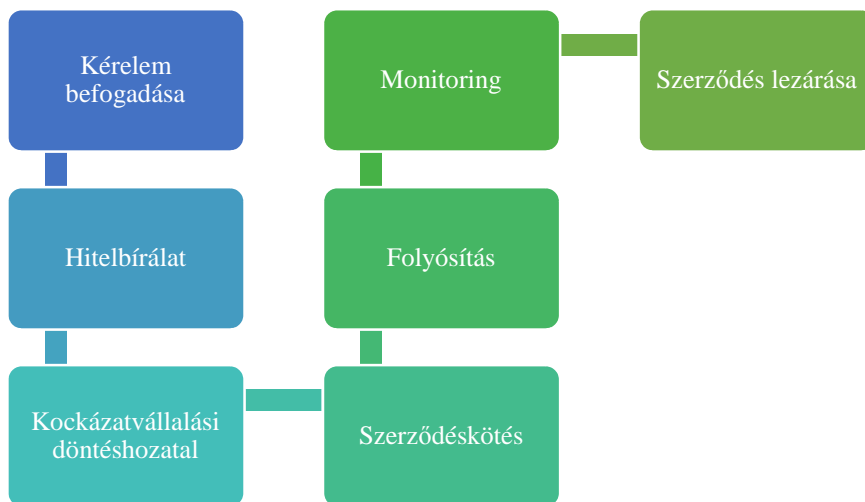 Kérelem
befogadása
Hitelbírálat
Kockázatvállalási
döntéshozatal
Szerződéskötés
Folyósítás
Monitoring
Szerződés lezárása